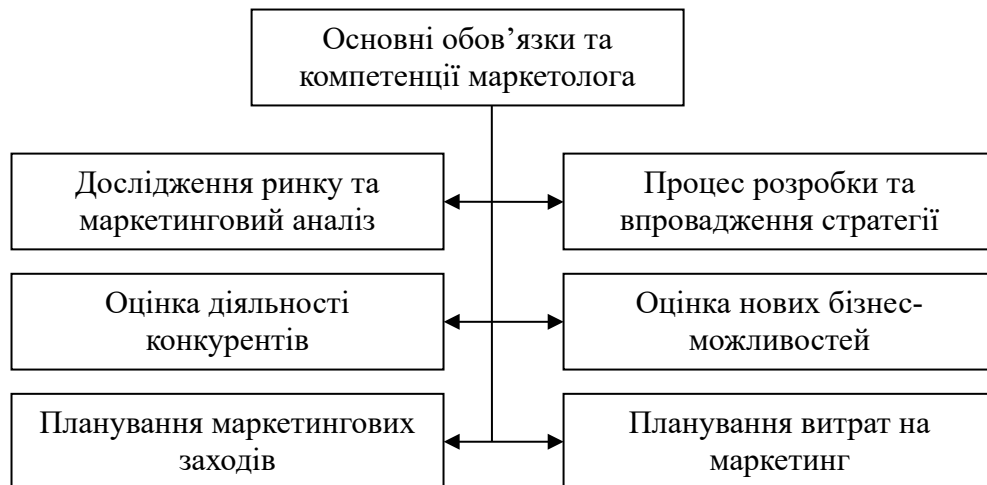 Основні обов’язки та
компетенції маркетолога
Дослідження ринку та
маркетинговий аналіз
Процес розробки та
впровадження стратегії
Оцінка діяльності
конкурентів
Оцінка нових бізнес-
можливостей
Планування маркетингових
заходів
Планування витрат на
маркетинг